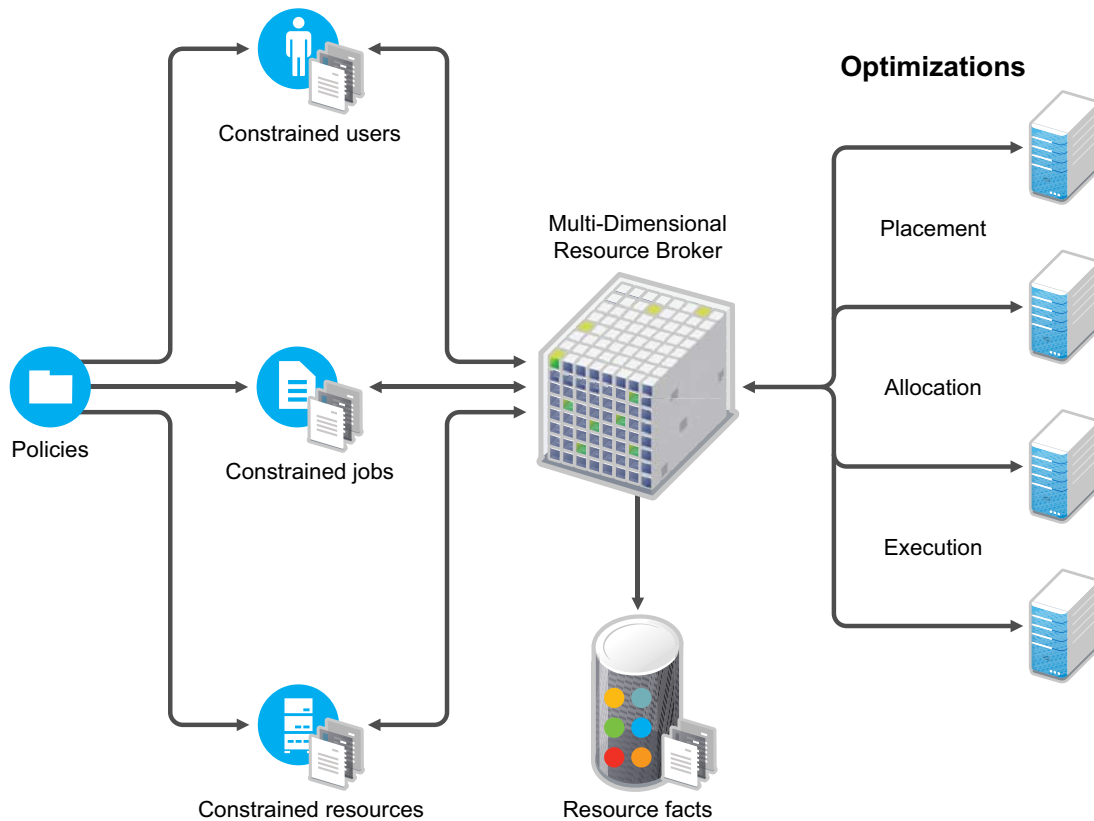 Constrained users
Optimizations
Multi-Dimensional
Resource Broker
Placement
Policies
Constrained jobs
Allocation
Execution
Constrained resources
Resource facts